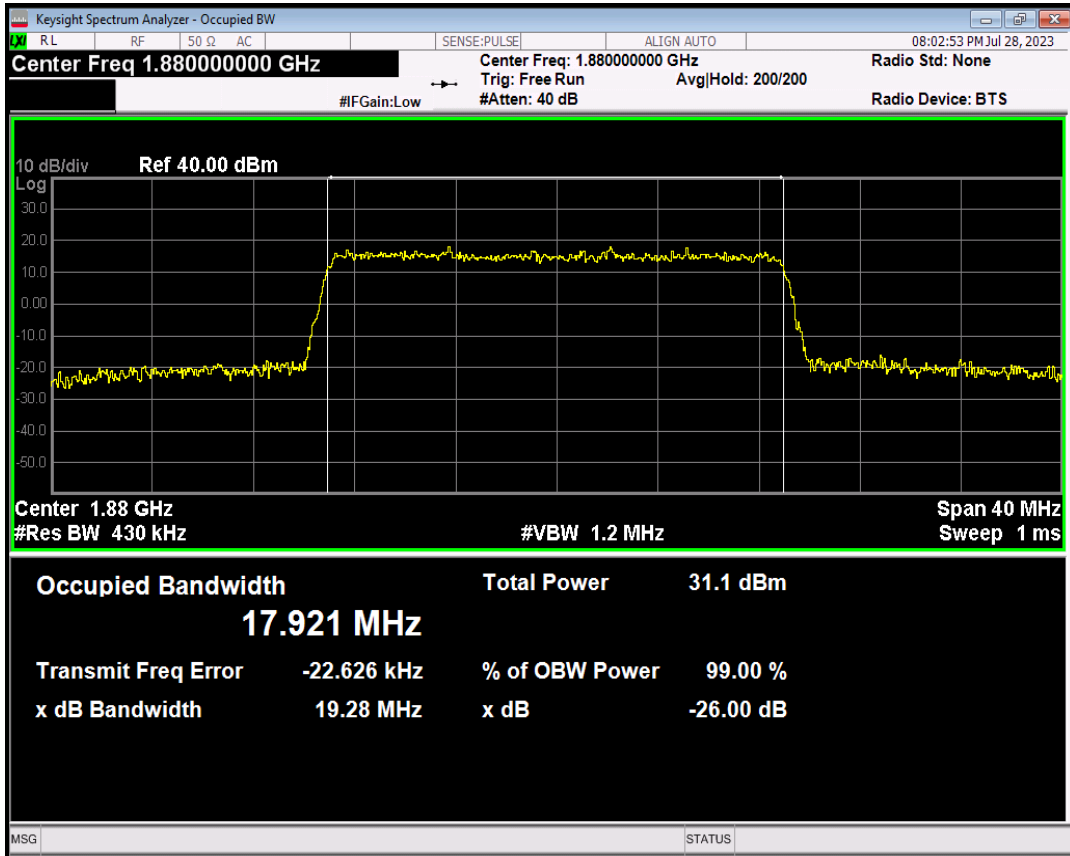 Keysight Spectrum Analyzer - Occupied BW
LXI RL RF 50 Ω AC SENSE:PULSE ALIGN AUTO 08:02:53 PM Jul 28, 2023
Center Freq 1.880000000 GHz Center Freq: 1.880000000 GHz Radio Std: None
Trig: Free Run Avg|Hold: 200/200
#IFGain:Low #Atten: 40 dB Radio Device: BTS
10 dB/div Ref 40.00 dBm
Log
30.0
20.0
10.0
0.00
-10.0
-20.0
-30.0
-40.0
-50.0
Center 1.88 GHz Span 40 MHz
#Res BW 430 kHz #VBW 1.2 MHz Sweep 1 ms
Occupied Bandwidth Total Power 31.1 dBm
17.921 MHz
Transmit Freq Error -22.626 kHz % of OBW Power 99.00 %
x dB Bandwidth 19.28 MHz x dB -26.00 dB
MSG STATUS